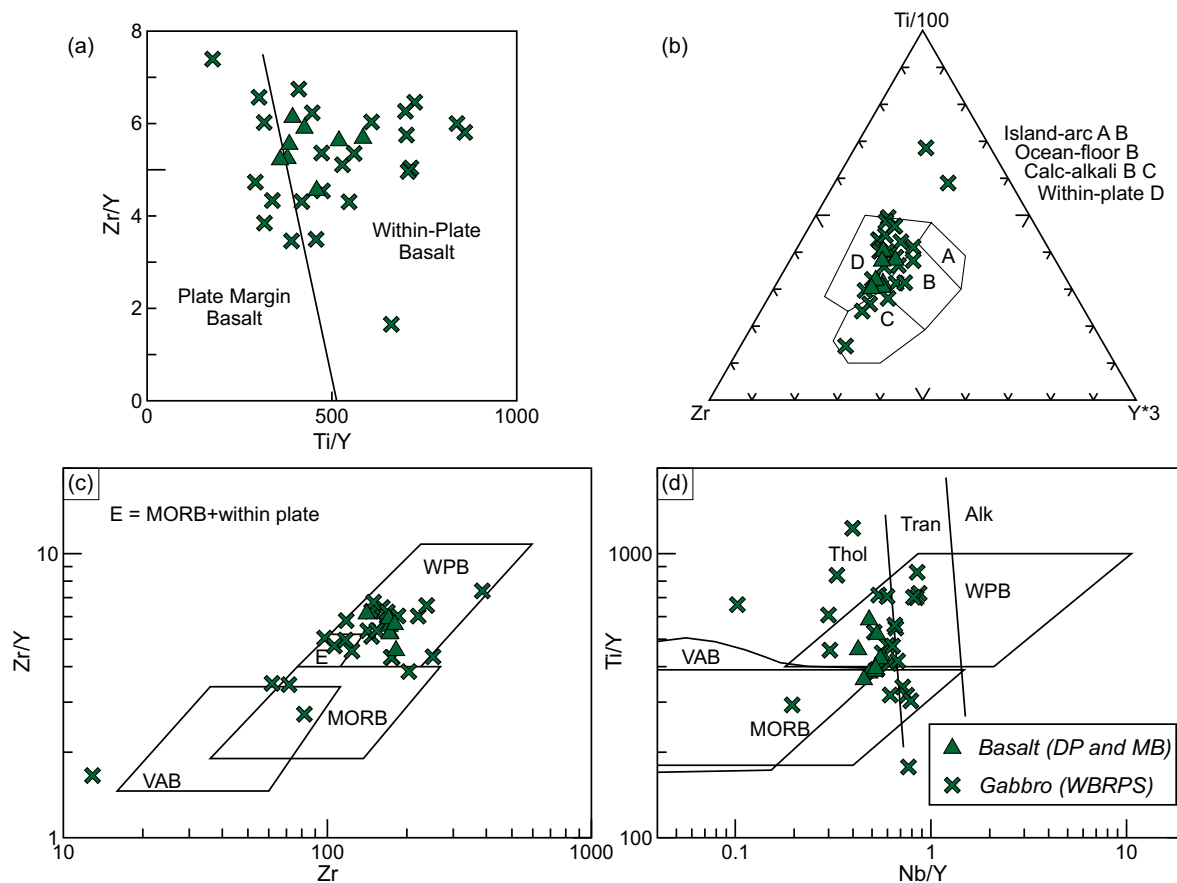 (a)
8
6
4
2
0
Zr/Y
Plate Margin
Basalt
Within-Plate
Basalt
0
500
1000
Ti/Y
(b)
Ti/100
Island-arc A B
Ocean-floor B
Calc-alkali B C
Within-plate D
A
D
B
C
Zr
Y*3
(c)
E = MORB+within plate
10
1
Zr/Y
WPB
E
MORB
VAB
10
100
1000
Zr
(d)
Thol
Tran
Alk
1000
100
Ti/Y
WPB
VAB
MORB
Basalt (DP and MB)
Gabbro (WBRPS)
0.1
1
10
Nb/Y